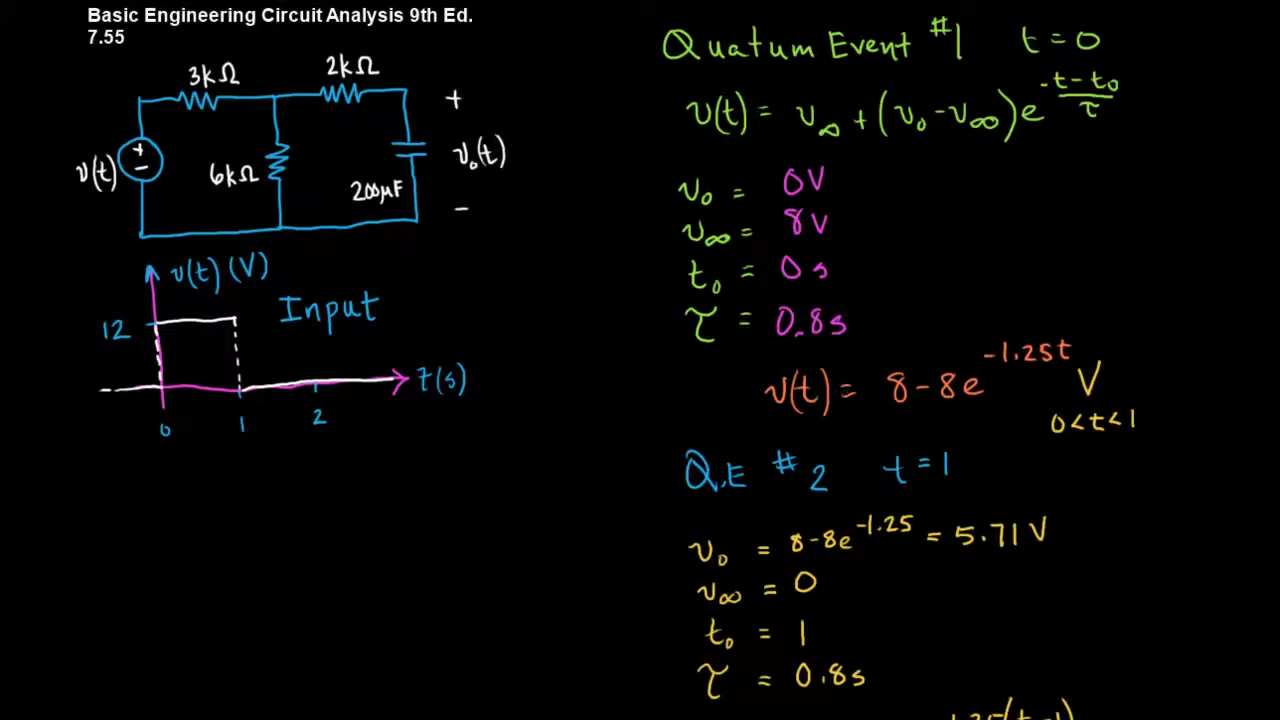 Basic Engineering Circuit Analysis 9th Ed.
7.55
3kΩ
2kΩ
+
v(t)
+
-
6kΩ
200µF
v₀(t)
-
v(t) (V)
Input
12
t(s)
0
1
2
Quatum Event #1 t = 0
v(t) = v∞ + (v₀ - v∞) e^(-(t - t₀)/τ)
v₀ = 0V
v∞ = 8V
t₀ = 0 s
τ = 0.8s
v(t) = 8 - 8e^(-1.25t) V
0 < t < 1
Q.E #2 t = 1
v₀ = 8 - 8e^(-1.25) = 5.71 V
v∞ = 0
t₀ = 1
τ = 0.8s